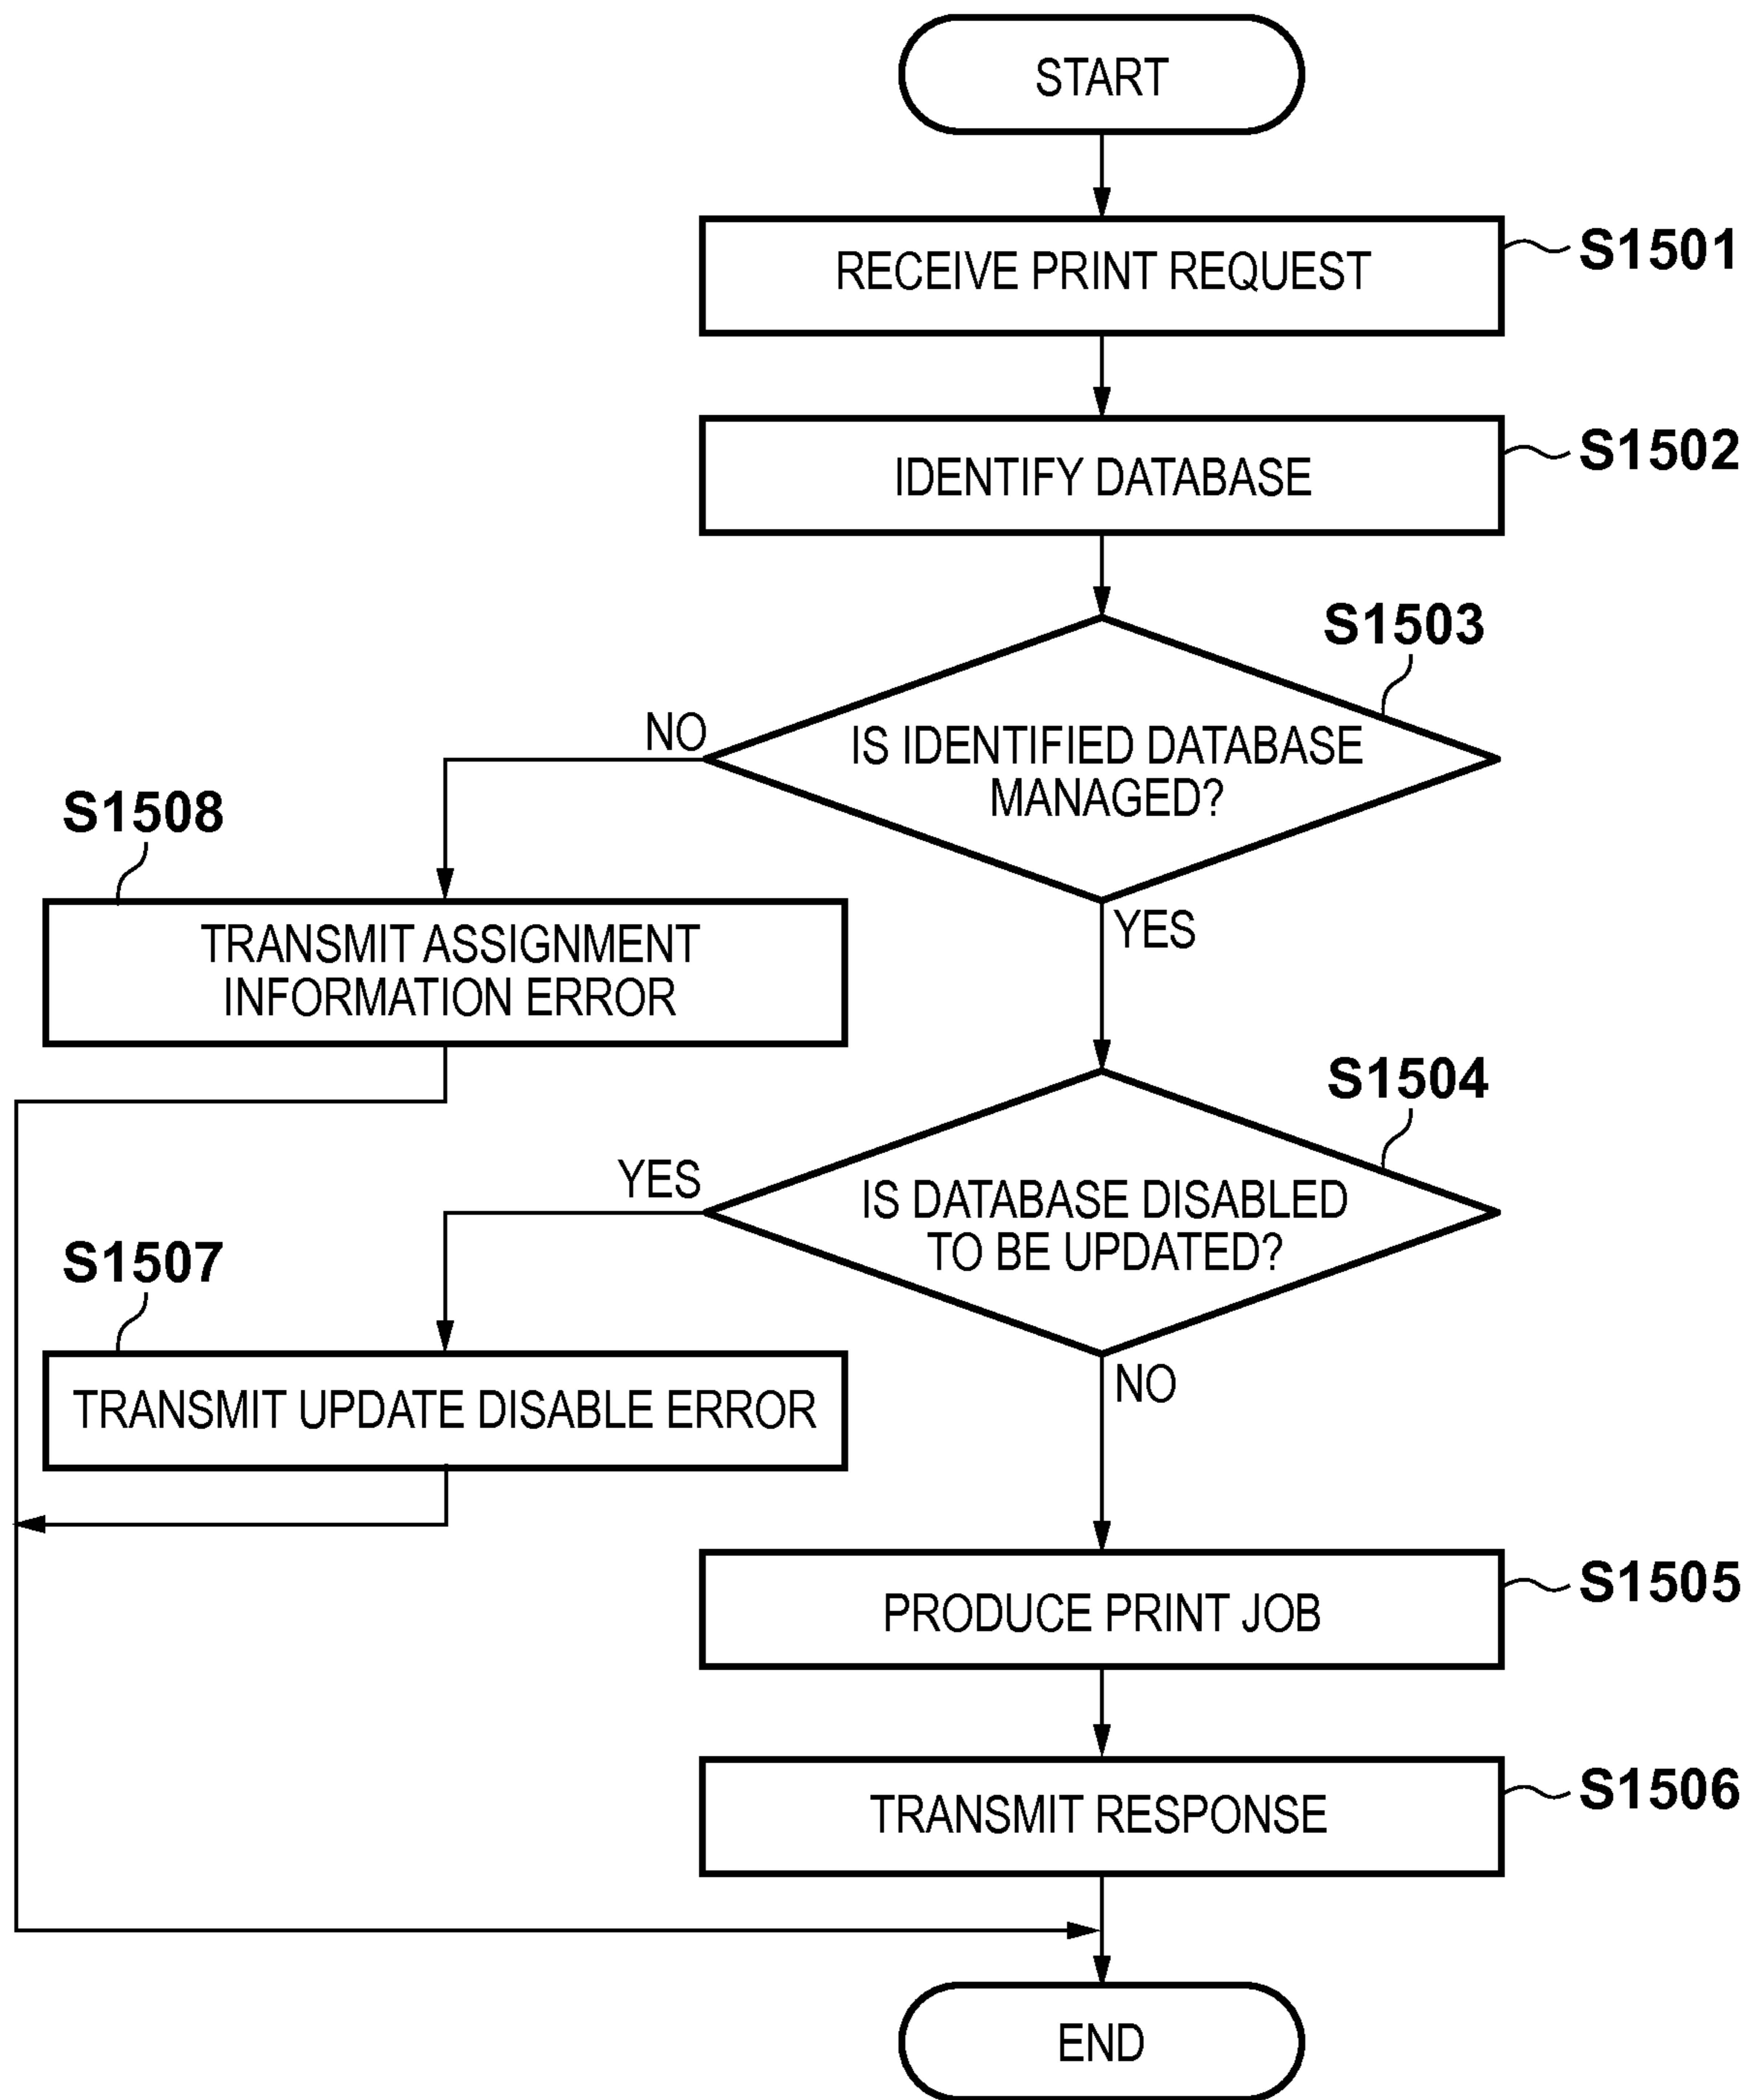 START
RECEIVE PRINT REQUEST
S1501
IDENTIFY DATABASE
S1502
S1503
IS IDENTIFIED DATABASE
MANAGED?
NO
YES
S1508
TRANSMIT ASSIGNMENT
INFORMATION ERROR
S1504
IS DATABASE DISABLED
TO BE UPDATED?
YES
NO
S1507
TRANSMIT UPDATE DISABLE ERROR
PRODUCE PRINT JOB
S1505
TRANSMIT RESPONSE
S1506
END